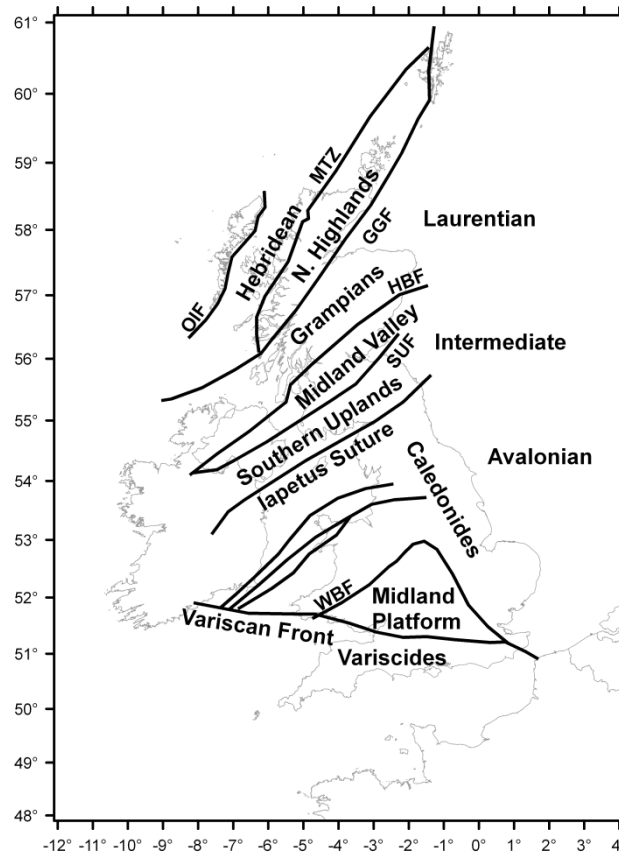 61°
60°
59°
58°
57°
56°
55°
54°
53°
52°
51°
50°
49°
48°
-12° -11° -10° -9° -8° -7° -6° -5° -4° -3° -2° -1° 0° 1° 2° 3° 4
MTZ
N. Highlands
Hebridean
GGF
Laurentian
OIF
Grampians
HBF
Midland Valley
Intermediate
SUF
Southern Uplands
Iapetus Suture
Avalonian
Caledonides
WBF
Midland
Platform
Variscan Front
Variscides